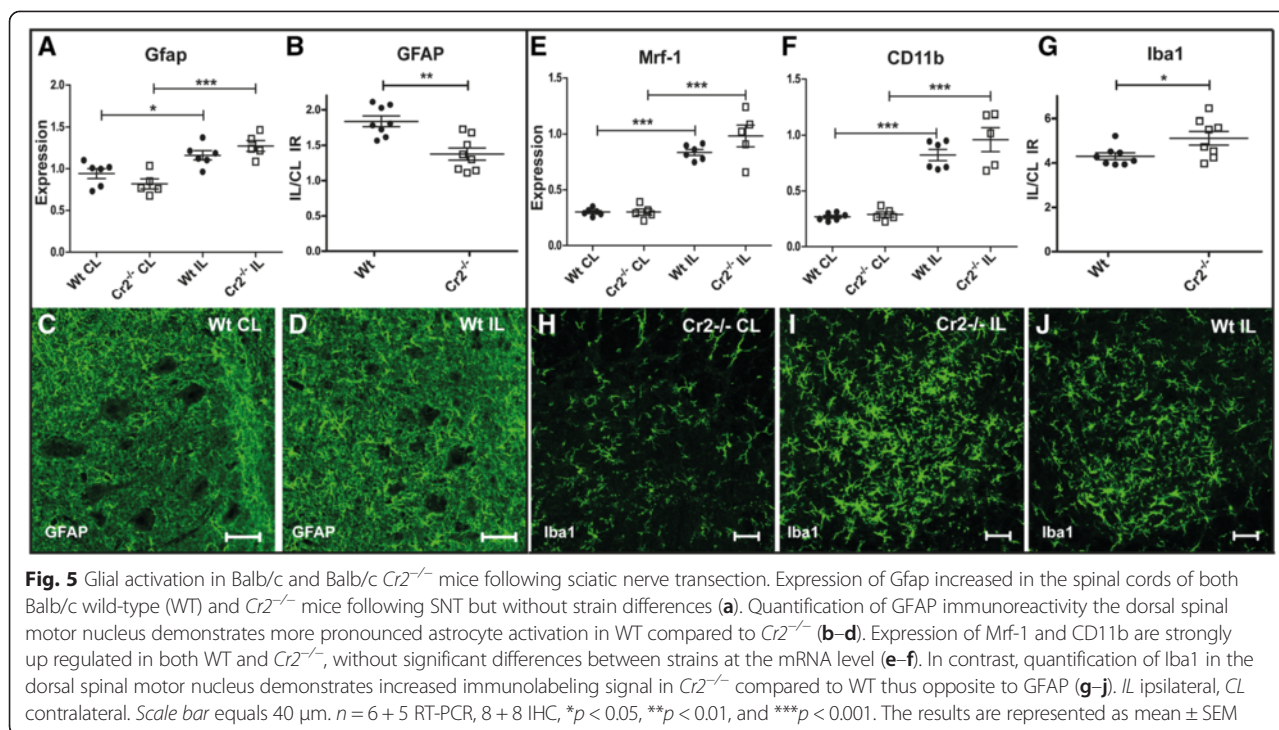 A
Gfap
***
*
Expression
2.0
1.5
1.0
0.5
0.0
Wt CL
Cr2-/- CL
Wt IL
Cr2-/- IL
B
GFAP
**
IL/CL IR
2.0
1.5
1.0
0.5
0.0
Wt
Cr2-/-
E
Mrf-1
***
***
Expression
1.0
0.5
0.0
Wt CL
Cr2-/- CL
Wt IL
Cr2-/- IL
F
CD11b
***
***
1.0
0.5
0.0
Wt CL
Cr2-/- CL
Wt IL
Cr2-/- IL
G
Iba1
*
IL/CL IR
6
4
2
0
Wt
Cr2-/-
C
Wt CL
GFAP
D
Wt IL
GFAP
H
Cr2-/- CL
Iba1
I
Cr2-/- IL
Iba1
J
Wt IL
Iba1
Fig. 5 Glial activation in Balb/c and Balb/c Cr2−/− mice following sciatic nerve transection. Expression of Gfap increased in the spinal cords of both
Balb/c wild-type (WT) and Cr2−/− mice following SNT but without strain differences (a). Quantification of GFAP immunoreactivity the dorsal spinal
motor nucleus demonstrates more pronounced astrocyte activation in WT compared to Cr2−/− (b–d). Expression of Mrf-1 and CD11b are strongly
up regulated in both WT and Cr2−/−, without significant differences between strains at the mRNA level (e–f). In contrast, quantification of Iba1 in the
dorsal spinal motor nucleus demonstrates increased immunolabeling signal in Cr2−/− compared to WT thus opposite to GFAP (g–j). IL ipsilateral, CL
contralateral. Scale bar equals 40 μm. n = 6 + 5 RT-PCR, 8 + 8 IHC, *p < 0.05, **p < 0.01, and ***p < 0.001. The results are represented as mean ± SEM